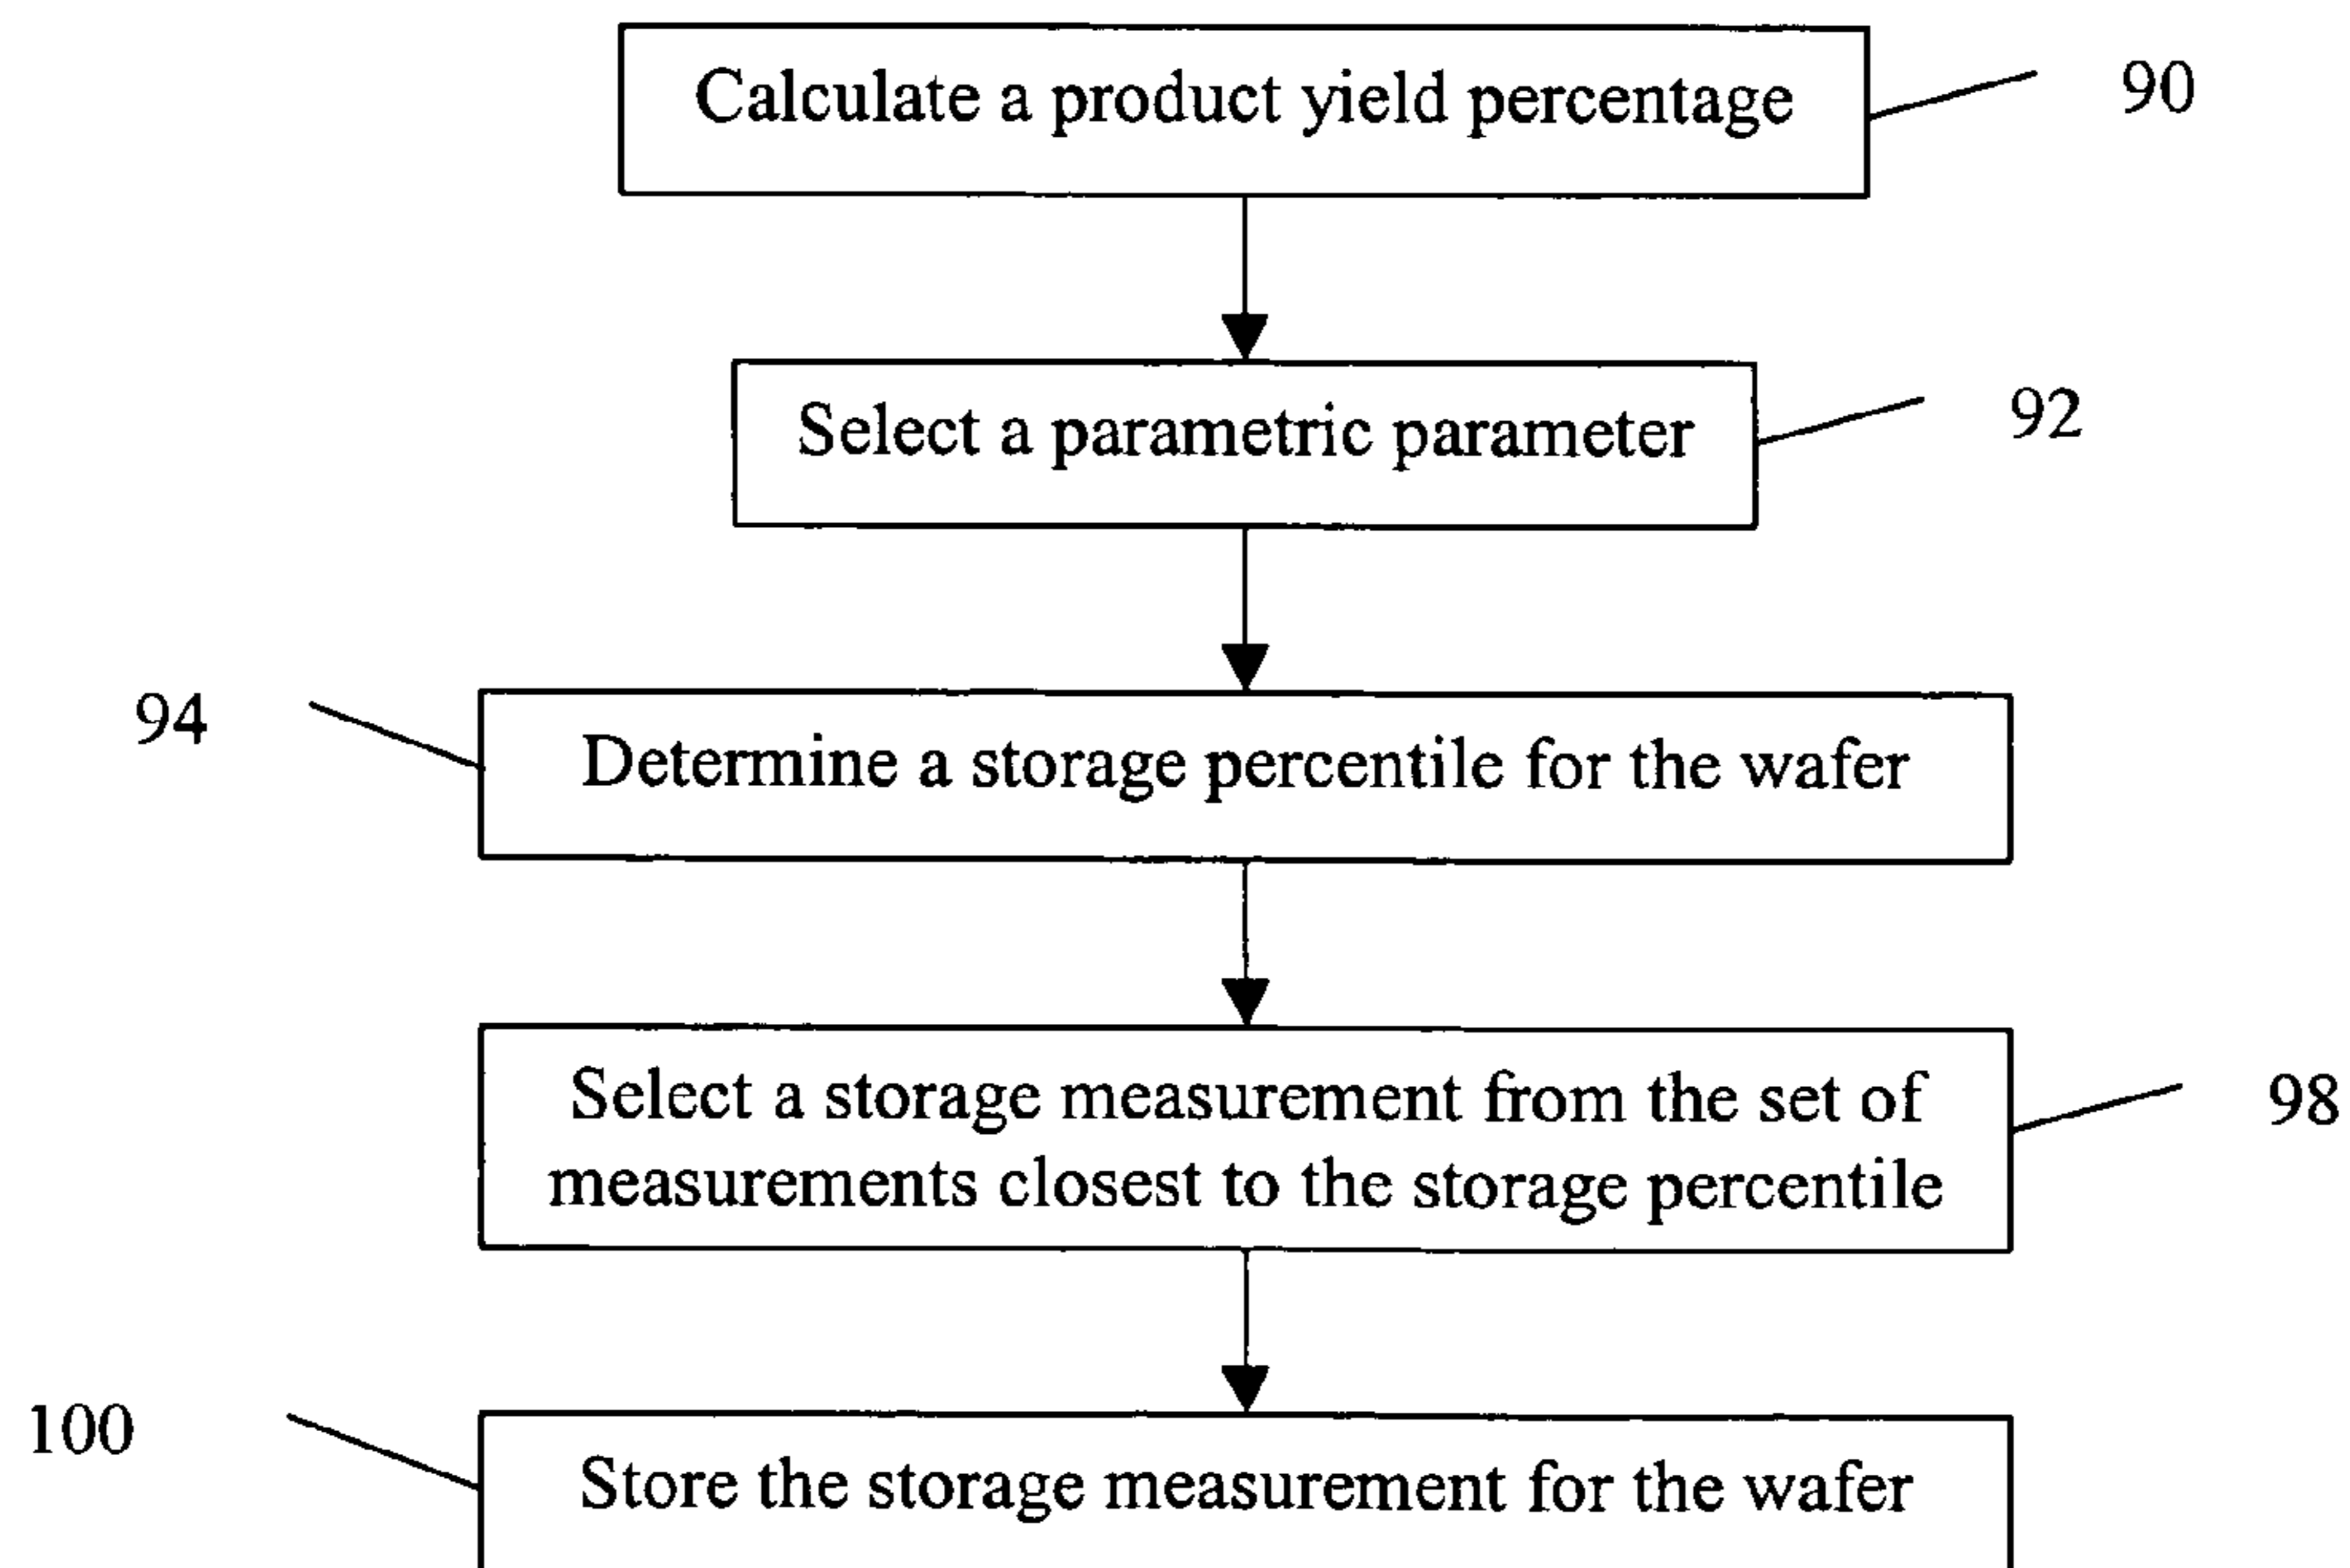 Calculate a product yield percentage
90
Select a parametric parameter
92
94
Determine a storage percentile for the wafer
Select a storage measurement from the set of
measurements closest to the storage percentile
98
100
Store the storage measurement for the wafer